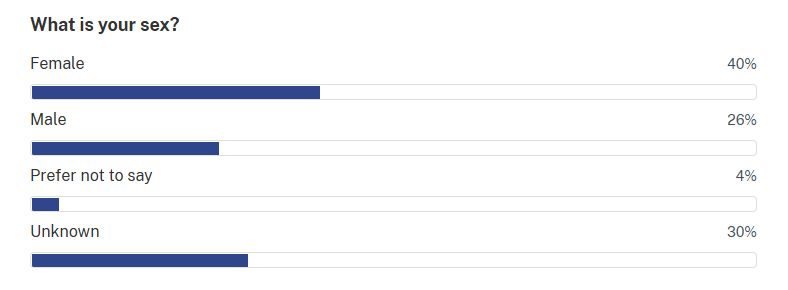 What is your sex?
Female 40%
Male 26%
Prefer not to say 4%
Unknown 30%